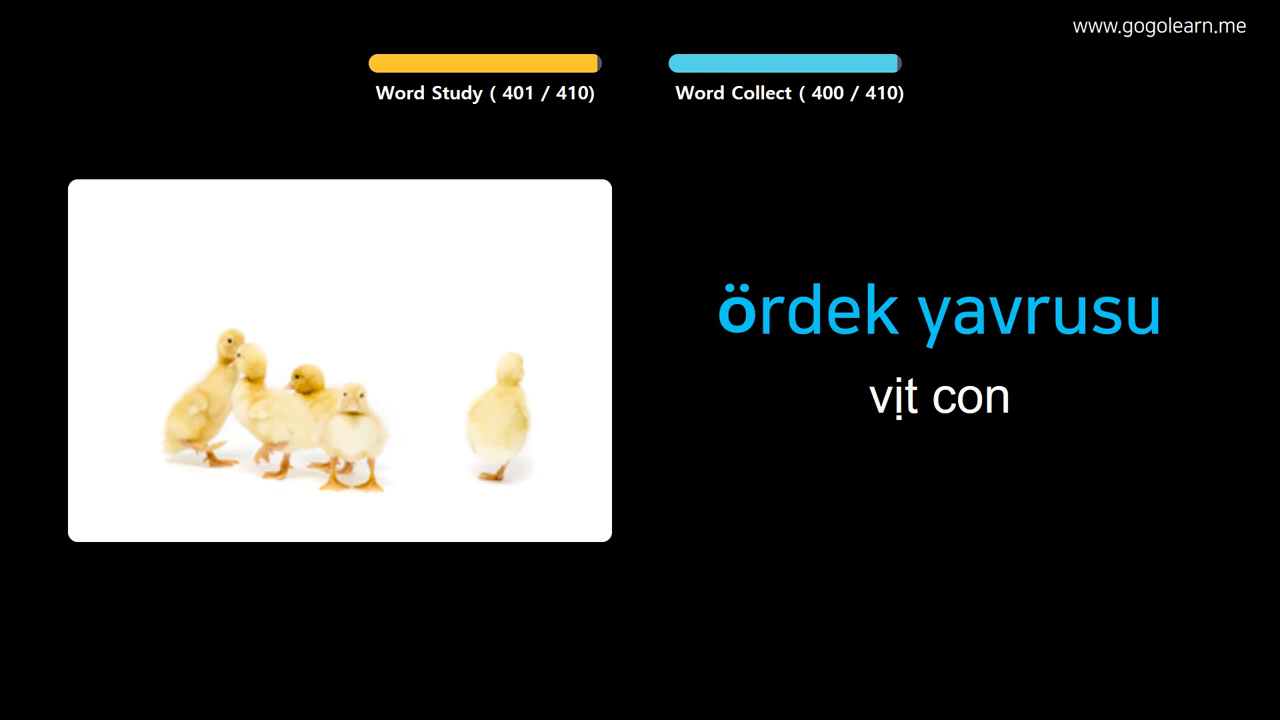 www.gogolearn.me
Word Study ( 401 / 410)
Word Collect ( 400 / 410)
ördek yavrusu
vịt con